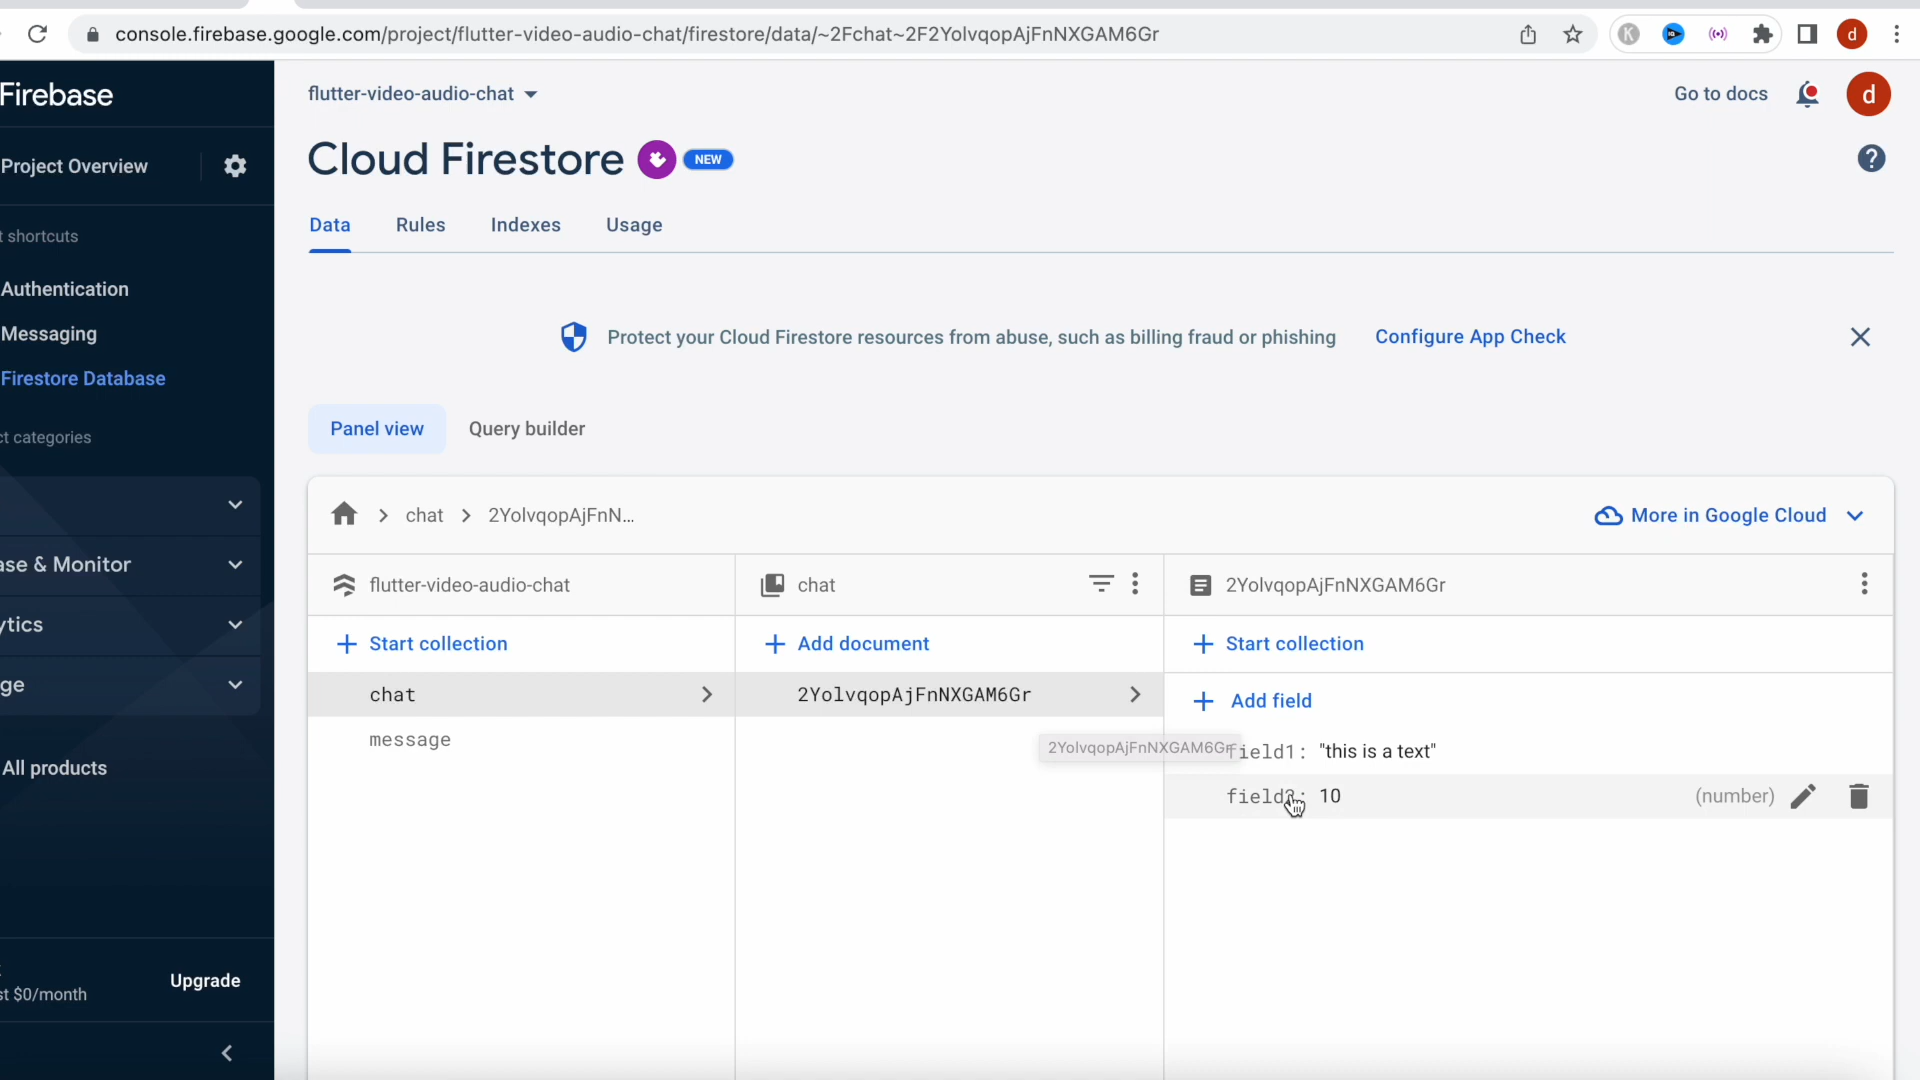 console.firebase.google.com/project/flutter-video-audio-chat/firestore/data/~2Fchat~2F2YolvqopAjFnNXGAM6Gr
K
d
Firebase
flutter-video-audio-chat
Go to docs
d
Project Overview
Cloud Firestore
NEW
?
t shortcuts
Data
Rules
Indexes
Usage
Authentication
Messaging
Firestore Database
Protect your Cloud Firestore resources from abuse, such as billing fraud or phishing
Configure App Check
ct categories
Panel view
Query builder
chat
2YolvqopAjFnN...
More in Google Cloud
ase & Monitor
flutter-video-audio-chat
chat
2YolvqopAjFnNXGAM6Gr
ytics
Start collection
Add document
Start collection
ge
chat
2YolvqopAjFnNXGAM6Gr
Add field
message
2YolvqopAjFnNXGAM6Gr
field1: "this is a text"
All products
10
(number)
Upgrade
st $0/month